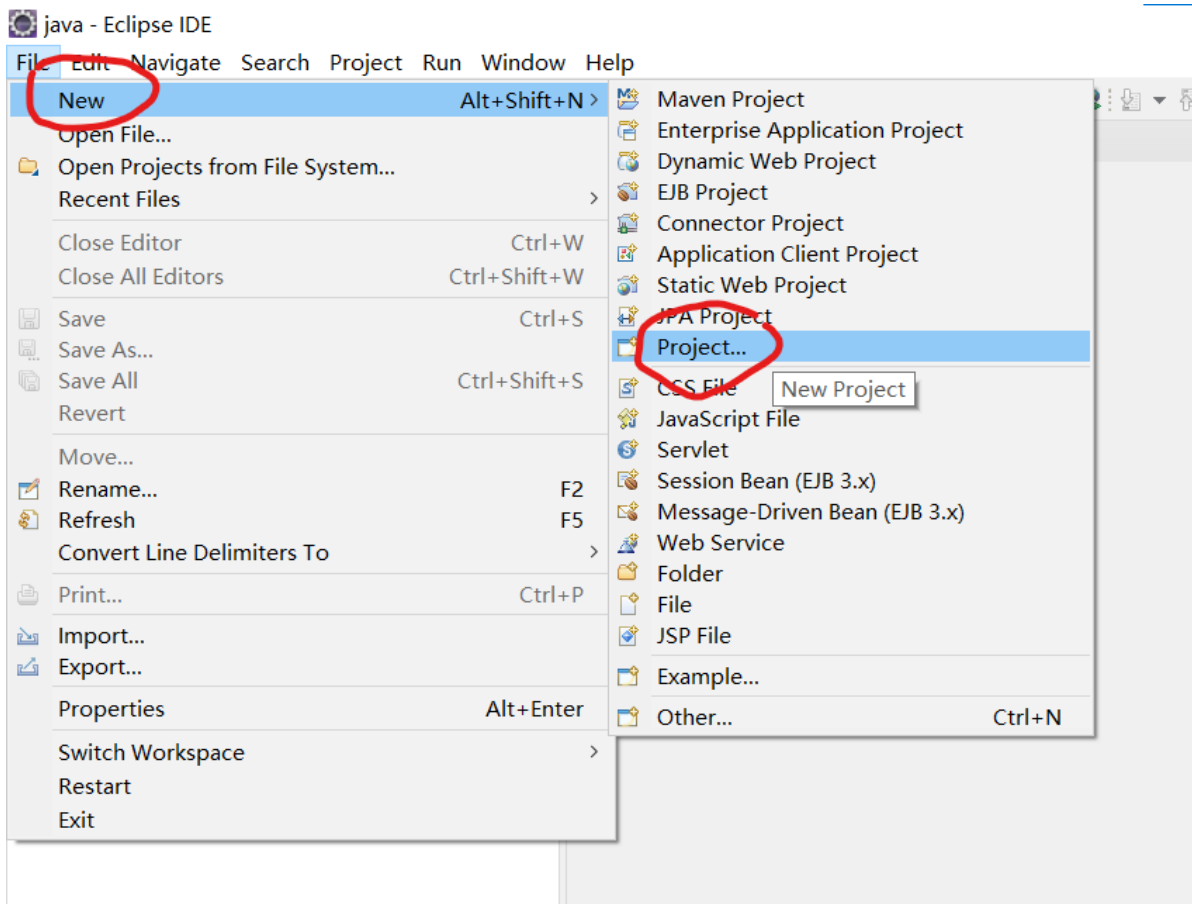 java - Eclipse IDE
File Edit Navigate Search Project Run Window Help
New Alt+Shift+N >
Open File...
Open Projects from File System...
Recent Files >
Close Editor Ctrl+W
Close All Editors Ctrl+Shift+W
Save Ctrl+S
Save As...
Save All Ctrl+Shift+S
Revert
Move...
Rename... F2
Refresh F5
Convert Line Delimiters To >
Print... Ctrl+P
Import...
Export...
Properties Alt+Enter
Switch Workspace >
Restart
Exit
Maven Project
Enterprise Application Project
Dynamic Web Project
EJB Project
Connector Project
Application Client Project
Static Web Project
JPA Project
Project...
CSS File
New Project
JavaScript File
Servlet
Session Bean (EJB 3.x)
Message-Driven Bean (EJB 3.x)
Web Service
Folder
File
JSP File
Example...
Other... Ctrl+N